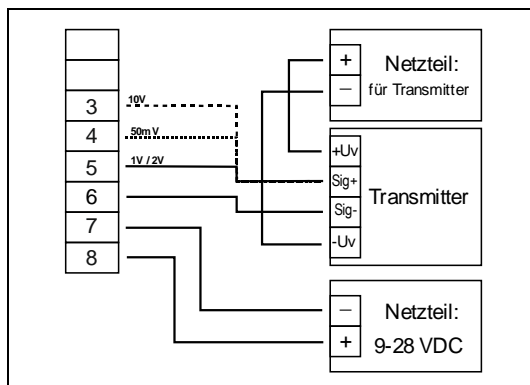 3
4
5
6
7
8
10V
50m V
1V / 2V
+
−
Netzteil:
für Transmitter
+Uv
Sig+
Sig-
-Uv
Transmitter
−
+
Netzteil:
9-28 VDC